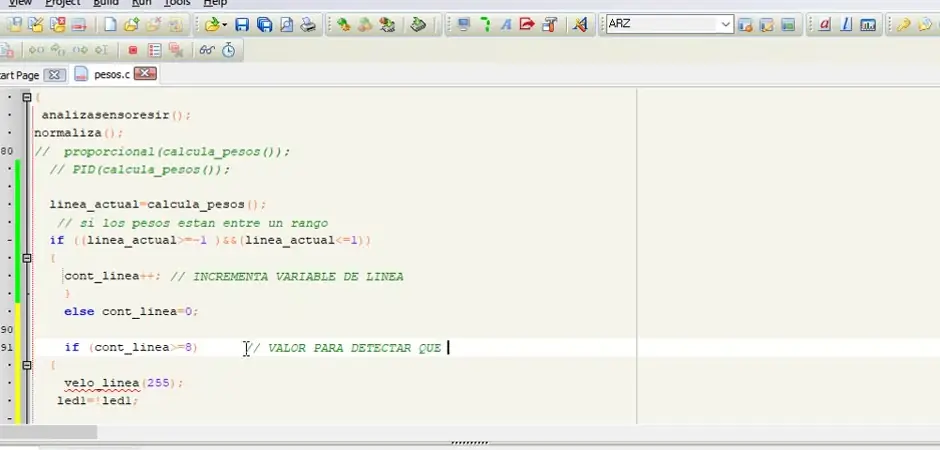 View Project Build Run Tools Help
ARZ
Start Page pesos.c
{
analizasensoresir();
normaliza();
80 // proporcional(calcula_pesos());
// PID(calcula_pesos());
linea_actual=calcula_pesos();
// si los pesos estan entre un rango
if ((linea_actual>=-1 )&&(linea_actual<=1))
{
cont_linea++; // INCREMENTA VARIABLE DE LINEA
}
else cont_linea=0;
90
91 if (cont_linea>=8) // VALOR PARA DETECTAR QUE
{
velo_linea(255);
led1=!led1;